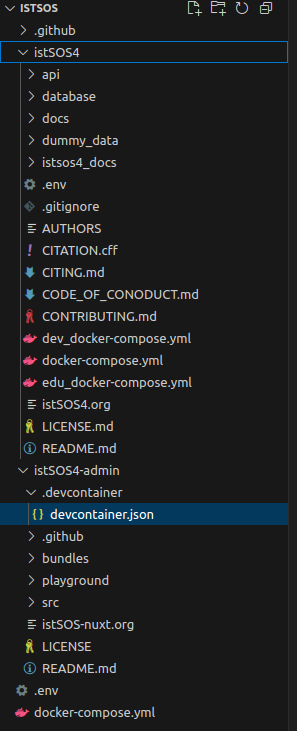 ISTSOS
.github
istSOS4
api
database
docs
dummy_data
istsos4_docs
.env
.gitignore
AUTHORS
CITATION.cff
CITING.md
CODE_OF_CONODUCT.md
CONTRIBUTING.md
dev_docker-compose.yml
docker-compose.yml
edu_docker-compose.yml
istSOS4.org
LICENSE.md
README.md
istSOS4-admin
.devcontainer
devcontainer.json
.github
bundles
playground
src
istSOS-nuxt.org
LICENSE
README.md
.env
docker-compose.yml